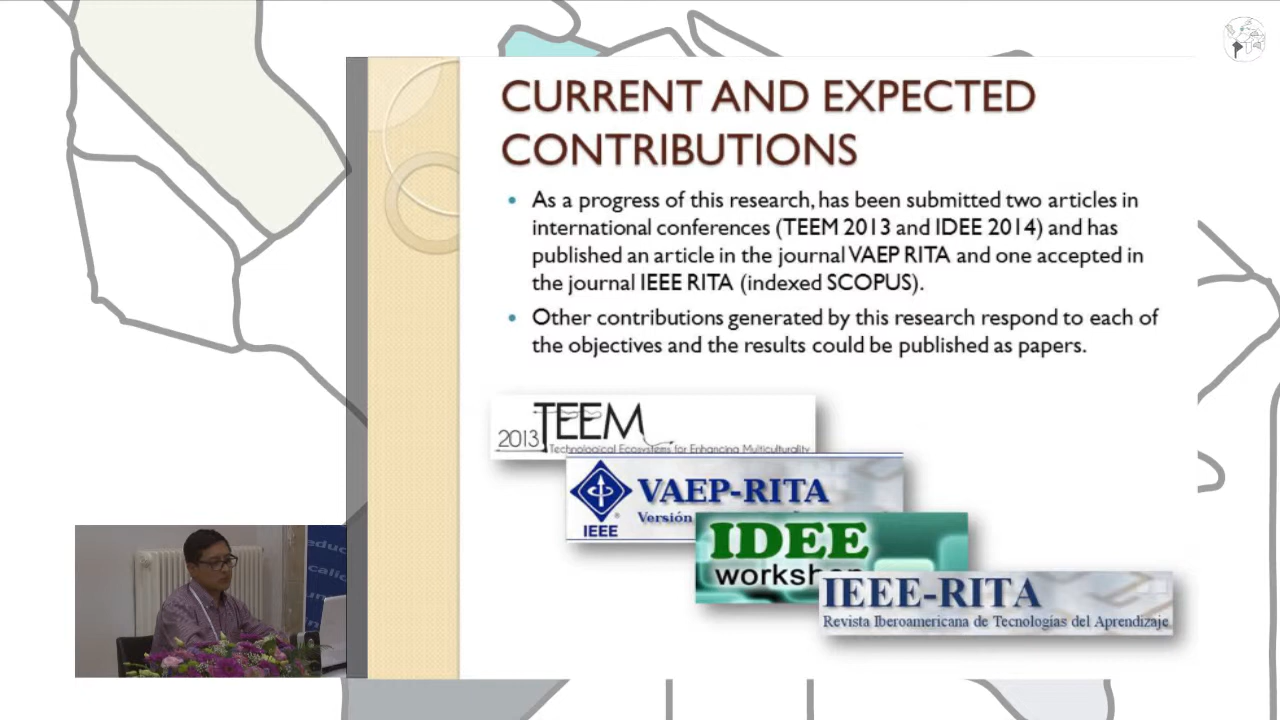 CURRENT AND EXPECTED
CONTRIBUTIONS
• As a progress of this research, has been submitted two articles in
international conferences (TEEM 2013 and IDEE 2014) and has
published an article in the journal VAEP RITA and one accepted in
the journal IEEE RITA (indexed SCOPUS).
• Other contributions generated by this research respond to each of
the objectives and the results could be published as papers.
2013 TEEM
Technological Ecosystems for Enhancing Multiculturality
VAEP-RITA
Versión
IEEE
IDEE
workshop
IEEE-RITA
Revista Iberoamericana de Tecnologías del Aprendizaje